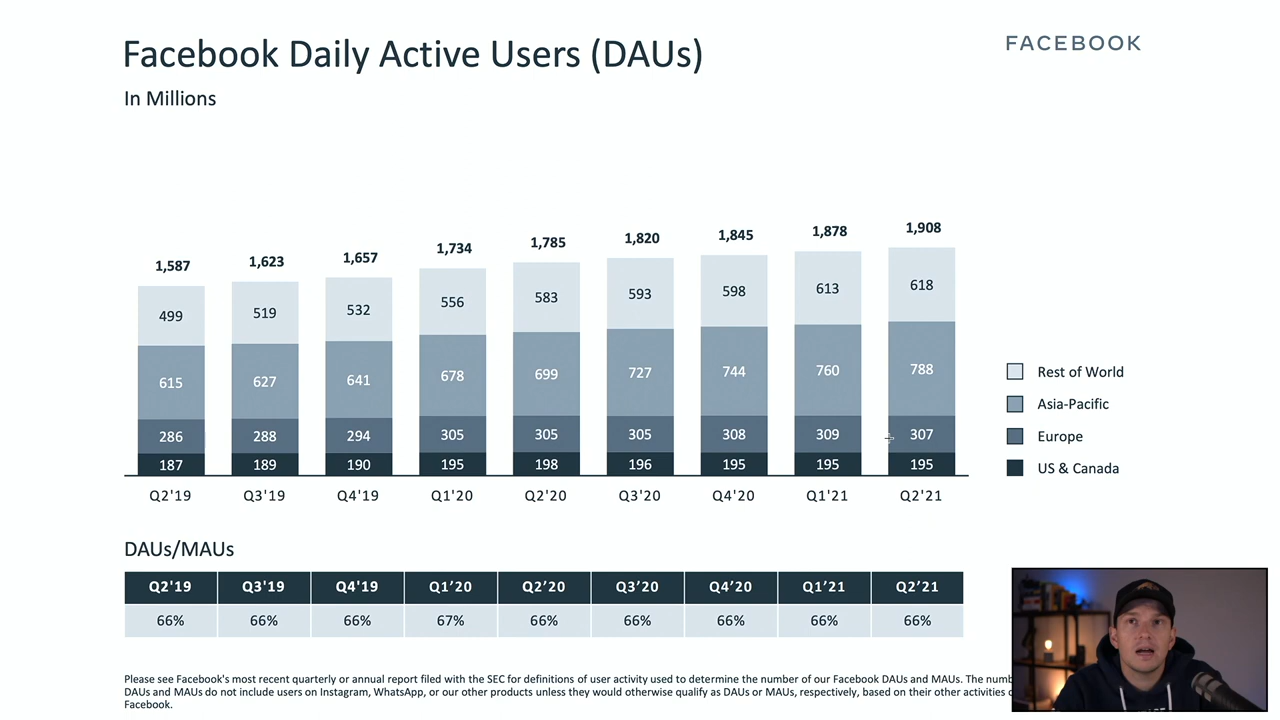 Facebook Daily Active Users (DAUs)
FACEBOOK
In Millions
1,587 1,623 1,657 1,734 1,785 1,820 1,845 1,878 1,908
499 519 532 556 583 593 598 613 618
615 627 641 678 699 727 744 760 788
286 288 294 305 305 305 308 309 307
187 189 190 195 198 196 195 195 195
Q2'19 Q3'19 Q4'19 Q1'20 Q2'20 Q3'20 Q4'20 Q1'21 Q2'21
Rest of World
Asia-Pacific
Europe
US & Canada
DAUs/MAUs
Q2'19 Q3'19 Q4'19 Q1’20 Q2’20 Q3’20 Q4’20 Q1’21 Q2’21
66% 66% 66% 67% 66% 66% 66% 66% 66%
Please see Facebook's most recent quarterly or annual report filed with the SEC for definitions of user activity used to determine the number of our Facebook DAUs and MAUs. The
DAUs and MAUs do not include users on Instagram, WhatsApp, or our other products unless they would otherwise qualify as DAUs or MAUs, respectively, based on their other activities
Facebook.